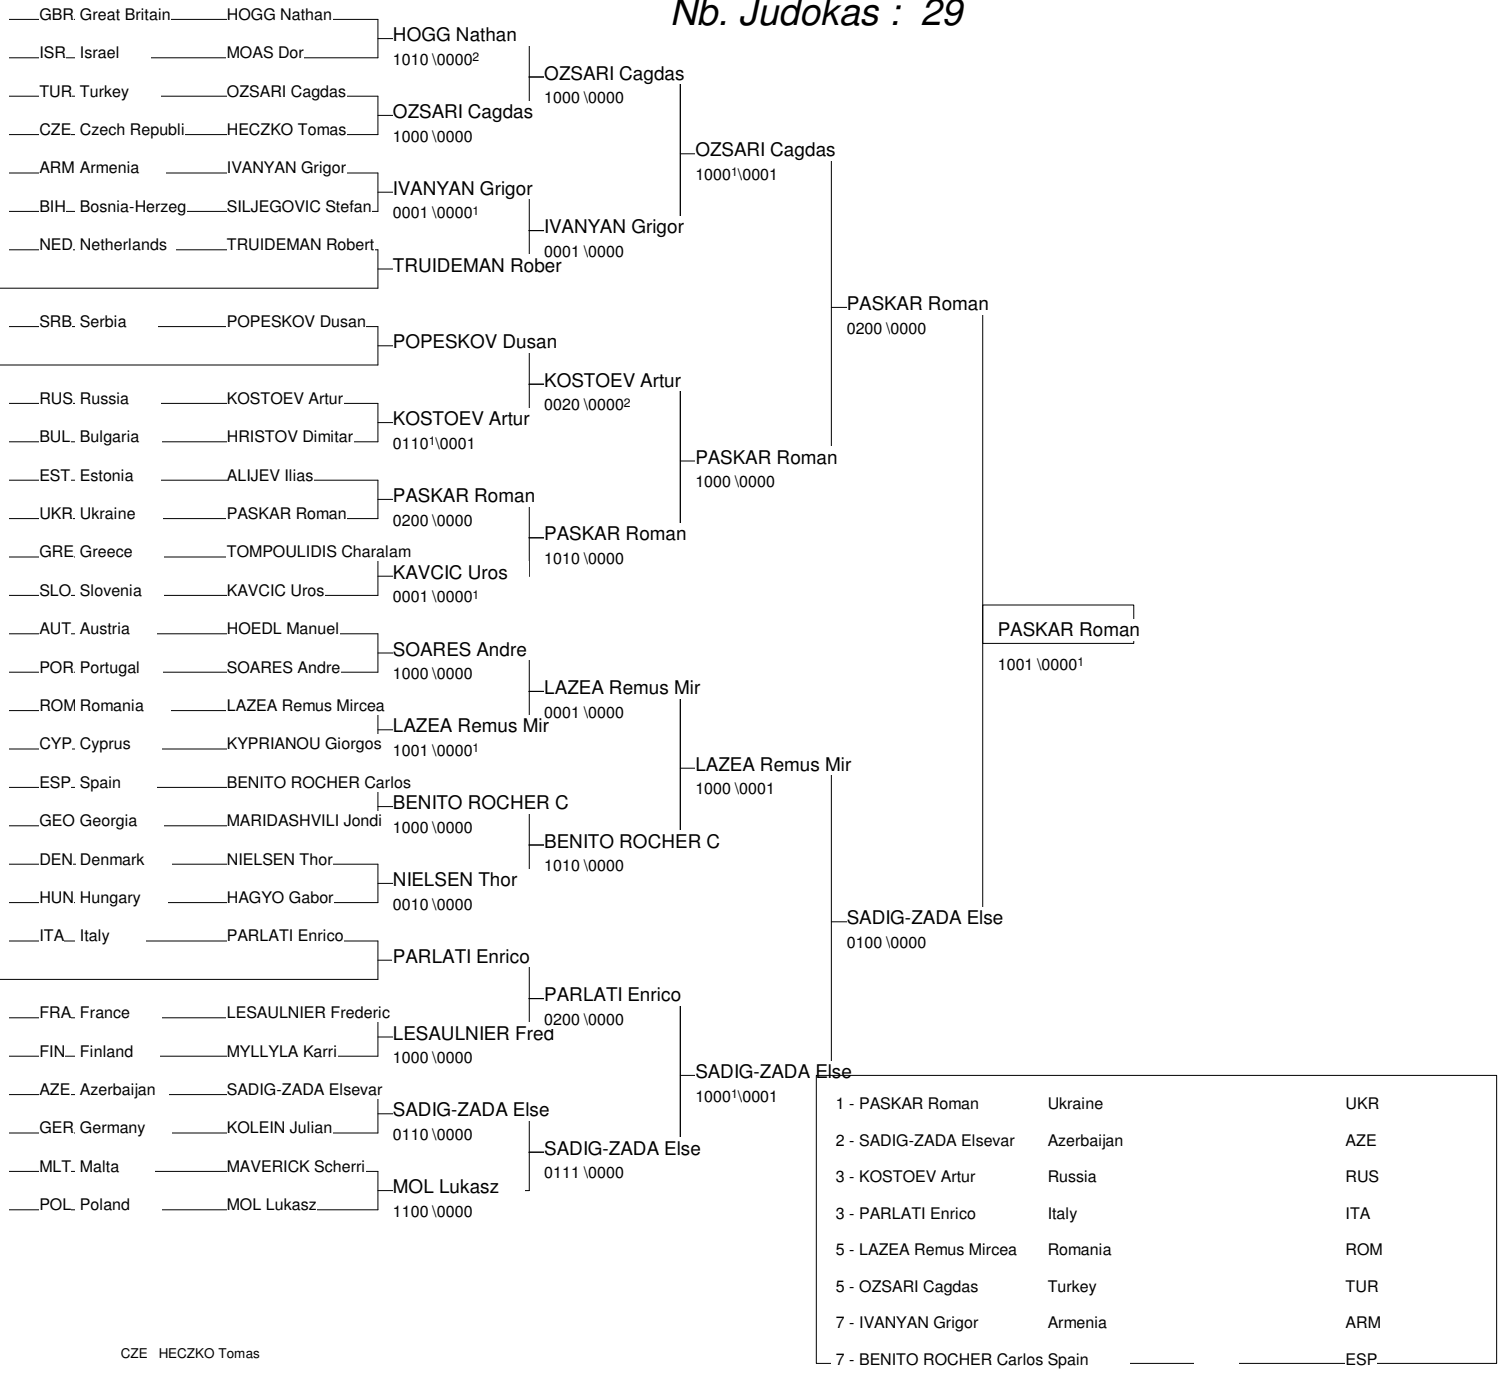 Nb. Judokas : 29
GBR Great Britain HOGG Nathan
HOGG Nathan
1010 \0000²
ISR Israel MOAS Dor
OZSARI Cagdas
1000 \0000
TUR Turkey OZSARI Cagdas
OZSARI Cagdas
1000 \0000
CZE Czech Republi HECZKO Tomas
OZSARI Cagdas
1000¹\0001
ARM Armenia IVANYAN Grigor
IVANYAN Grigor
0001 \0000¹
BIH Bosnia-Herzeg SILJEGOVIC Stefan
IVANYAN Grigor
0001 \0000
NED Netherlands TRUIDEMAN Robert
TRUIDEMAN Rober
PASKAR Roman
0200 \0000
SRB Serbia POPESKOV Dusan
POPESKOV Dusan
KOSTOEV Artur
0020 \0000²
RUS Russia KOSTOEV Artur
KOSTOEV Artur
0110¹\0001
BUL Bulgaria HRISTOV Dimitar
PASKAR Roman
1000 \0000
EST Estonia ALIJEV Ilias
PASKAR Roman
0200 \0000
UKR Ukraine PASKAR Roman
PASKAR Roman
1010 \0000
GRE Greece TOMPOULIDIS Charalam
KAVCIC Uros
0001 \0000¹
SLO Slovenia KAVCIC Uros
PASKAR Roman
1001 \0000¹
AUT Austria HOEDL Manuel
SOARES Andre
1000 \0000
POR Portugal SOARES Andre
LAZEA Remus Mir
0001 \0000
ROM Romania LAZEA Remus Mircea
LAZEA Remus Mir
1001 \0000¹
CYP Cyprus KYPRIANOU Giorgos
LAZEA Remus Mir
1000 \0001
ESP Spain BENITO ROCHER Carlos
BENITO ROCHER C
1000 \0000
GEO Georgia MARIDASHVILI Jondi
BENITO ROCHER C
1010 \0000
DEN Denmark NIELSEN Thor
NIELSEN Thor
0010 \0000
HUN Hungary HAGYO Gabor
SADIG-ZADA Else
0100 \0000
ITA Italy PARLATI Enrico
PARLATI Enrico
PARLATI Enrico
0200 \0000
FRA France LESAULNIER Frederic
LESAULNIER Fred
1000 \0000
FIN Finland MYLLYLA Karri
SADIG-ZADA Else
1000¹\0001
AZE Azerbaijan SADIG-ZADA Elsevar
SADIG-ZADA Else
0110 \0000
GER Germany KOLEIN Julian
SADIG-ZADA Else
0111 \0000
MLT Malta MAVERICK Scherri
MOL Lukasz
1100 \0000
POL Poland MOL Lukasz
1 - PASKAR Roman Ukraine UKR
2 - SADIG-ZADA Elsevar Azerbaijan AZE
3 - KOSTOEV Artur Russia RUS
3 - PARLATI Enrico Italy ITA
5 - LAZEA Remus Mircea Romania ROM
5 - OZSARI Cagdas Turkey TUR
7 - IVANYAN Grigor Armenia ARM
7 - BENITO ROCHER Carlos Spain ESP
CZE HECZKO Tomas